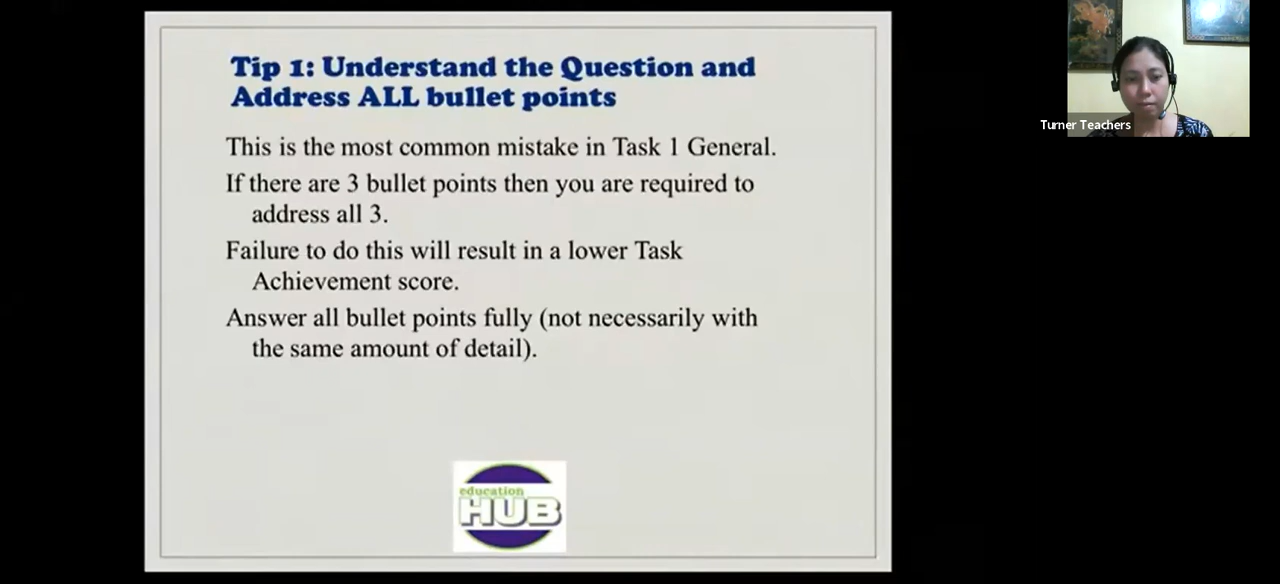 Tip 1: Understand the Question and
Address ALL bullet points
This is the most common mistake in Task 1 General.
If there are 3 bullet points then you are required to
address all 3.
Failure to do this will result in a lower Task
Achievement score.
Answer all bullet points fully (not necessarily with
the same amount of detail).
education
HUB
Turner Teachers